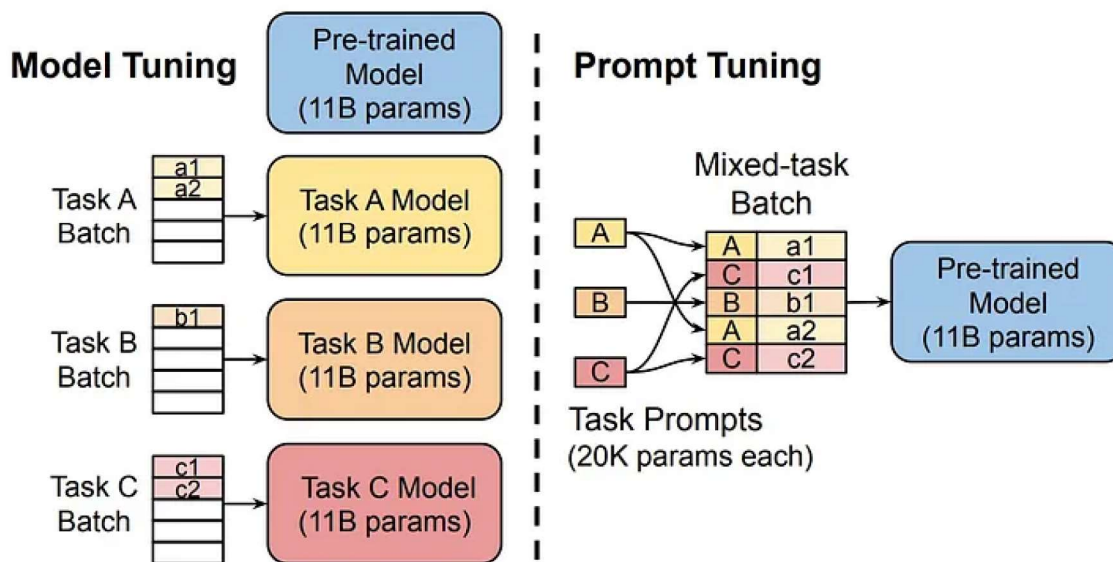 Model Tuning
Pre-trained
Model
(11B params)
Task A
Batch
a1
a2
Task A Model
(11B params)
Task B
Batch
b1
Task B Model
(11B params)
Task C
Batch
c1
c2
Task C Model
(11B params)
Prompt Tuning
Mixed-task
Batch
A
B
C
A a1
C c1
B b1
A a2
C c2
Task Prompts
(20K params each)
Pre-trained
Model
(11B params)